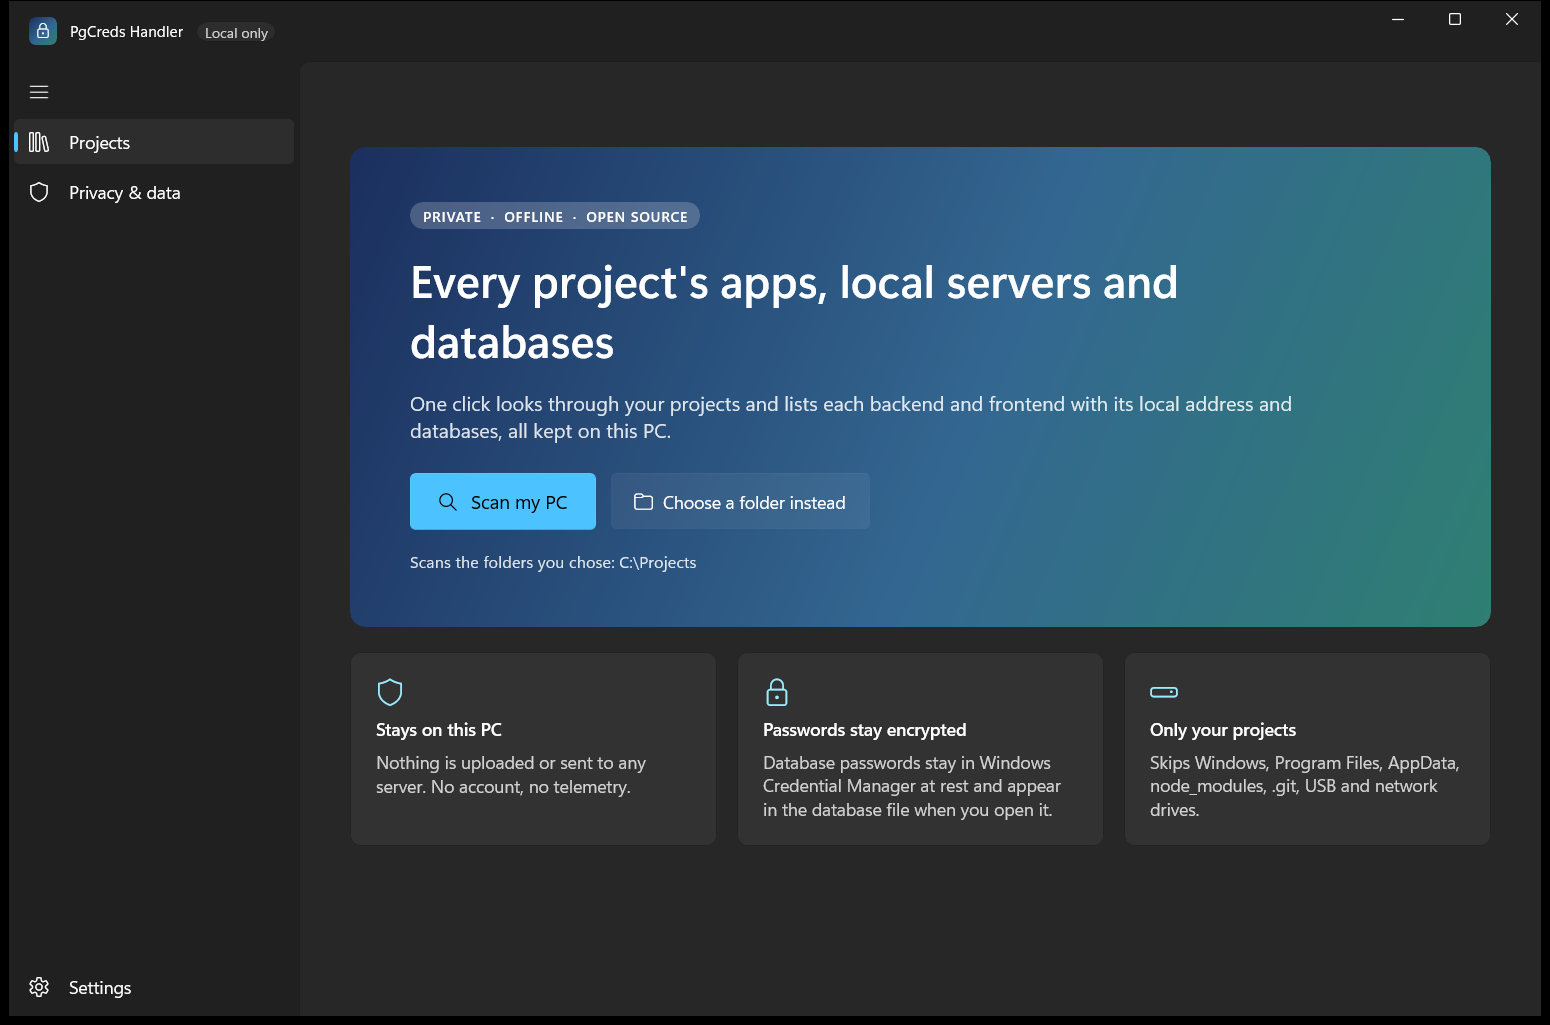 PgCreds Handler
Local only
Projects
Privacy & data
PRIVATE · OFFLINE · OPEN SOURCE
Every project's apps, local servers and
databases
One click looks through your projects and lists each backend and frontend with its local address and
databases, all kept on this PC.
Scan my PC
Choose a folder instead
Scans the folders you chose: C:\Projects
Stays on this PC
Nothing is uploaded or sent to any
server. No account, no telemetry.
Passwords stay encrypted
Database passwords stay in Windows
Credential Manager at rest and appear
in the database file when you open it.
Only your projects
Skips Windows, Program Files, AppData,
node_modules, .git, USB and network
drives.
Settings